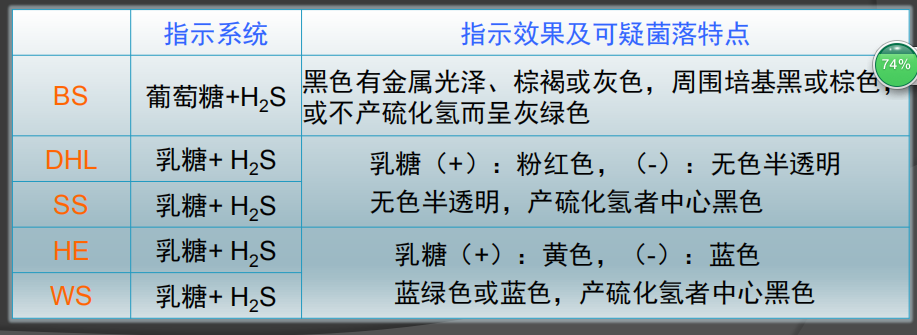 指示系统 指示效果及可疑菌落特点
74%
BS 葡萄糖+H₂S 黑色有金属光泽、棕褐或灰色，周围培基黑或棕色，
或不产硫化氢而呈灰绿色
DHL 乳糖+ H₂S 乳糖（+）：粉红色，（-）：无色半透明
SS 乳糖+ H₂S 无色半透明，产硫化氢者中心黑色
HE 乳糖+ H₂S 乳糖（+）：黄色，（-）：蓝色
WS 乳糖+ H₂S 蓝绿色或蓝色，产硫化氢者中心黑色